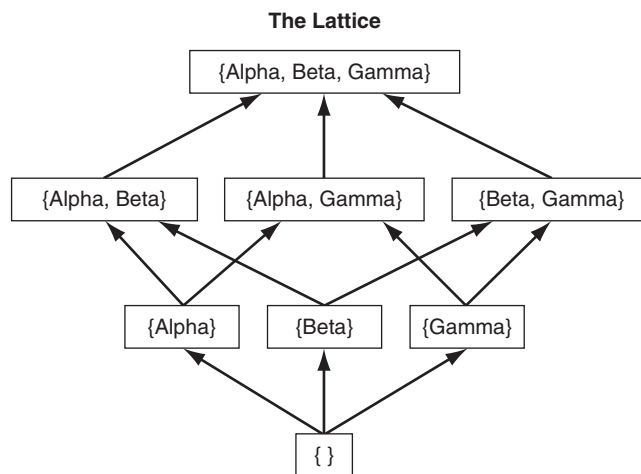 The Lattice
{Alpha, Beta, Gamma}
{Alpha, Beta}
{Alpha, Gamma}
{Beta, Gamma}
{Alpha}
{Beta}
{Gamma}
{ }